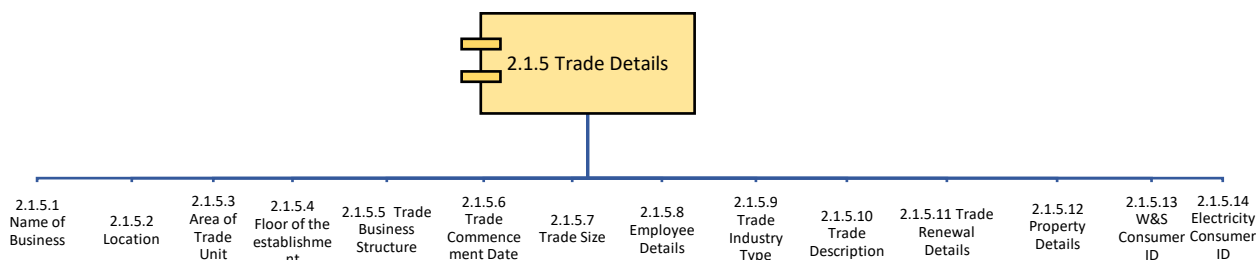 2.1.5 Trade Details
2.1.5.1
Name of
Business
2.1.5.2
Location
2.1.5.3
Area of
Trade
Unit
2.1.5.4
Floor of the
establishme
nt
2.1.5.5 Trade
Business
Structure
2.1.5.6
Trade
Commence
ment Date
2.1.5.7
Trade Size
2.1.5.8
Employee
Details
2.1.5.9
Trade
Industry
Type
2.1.5.10
Trade
Description
2.1.5.11 Trade
Renewal
Details
2.1.5.12
Property
Details
2.1.5.13
W&S
Consumer
ID
2.1.5.14
Electricity
Consumer
ID